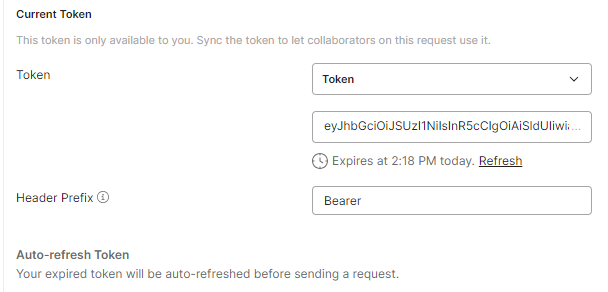 Current Token
This token is only available to you. Sync the token to let collaborators on this request use it.
Token
Token
eyJhbGciOiJSUzI1NiIsInR5cCIgOiAiSldUIiwia...
Expires at 2:18 PM today. Refresh
Header Prefix
Bearer
Auto-refresh Token
Your expired token will be auto-refreshed before sending a request.